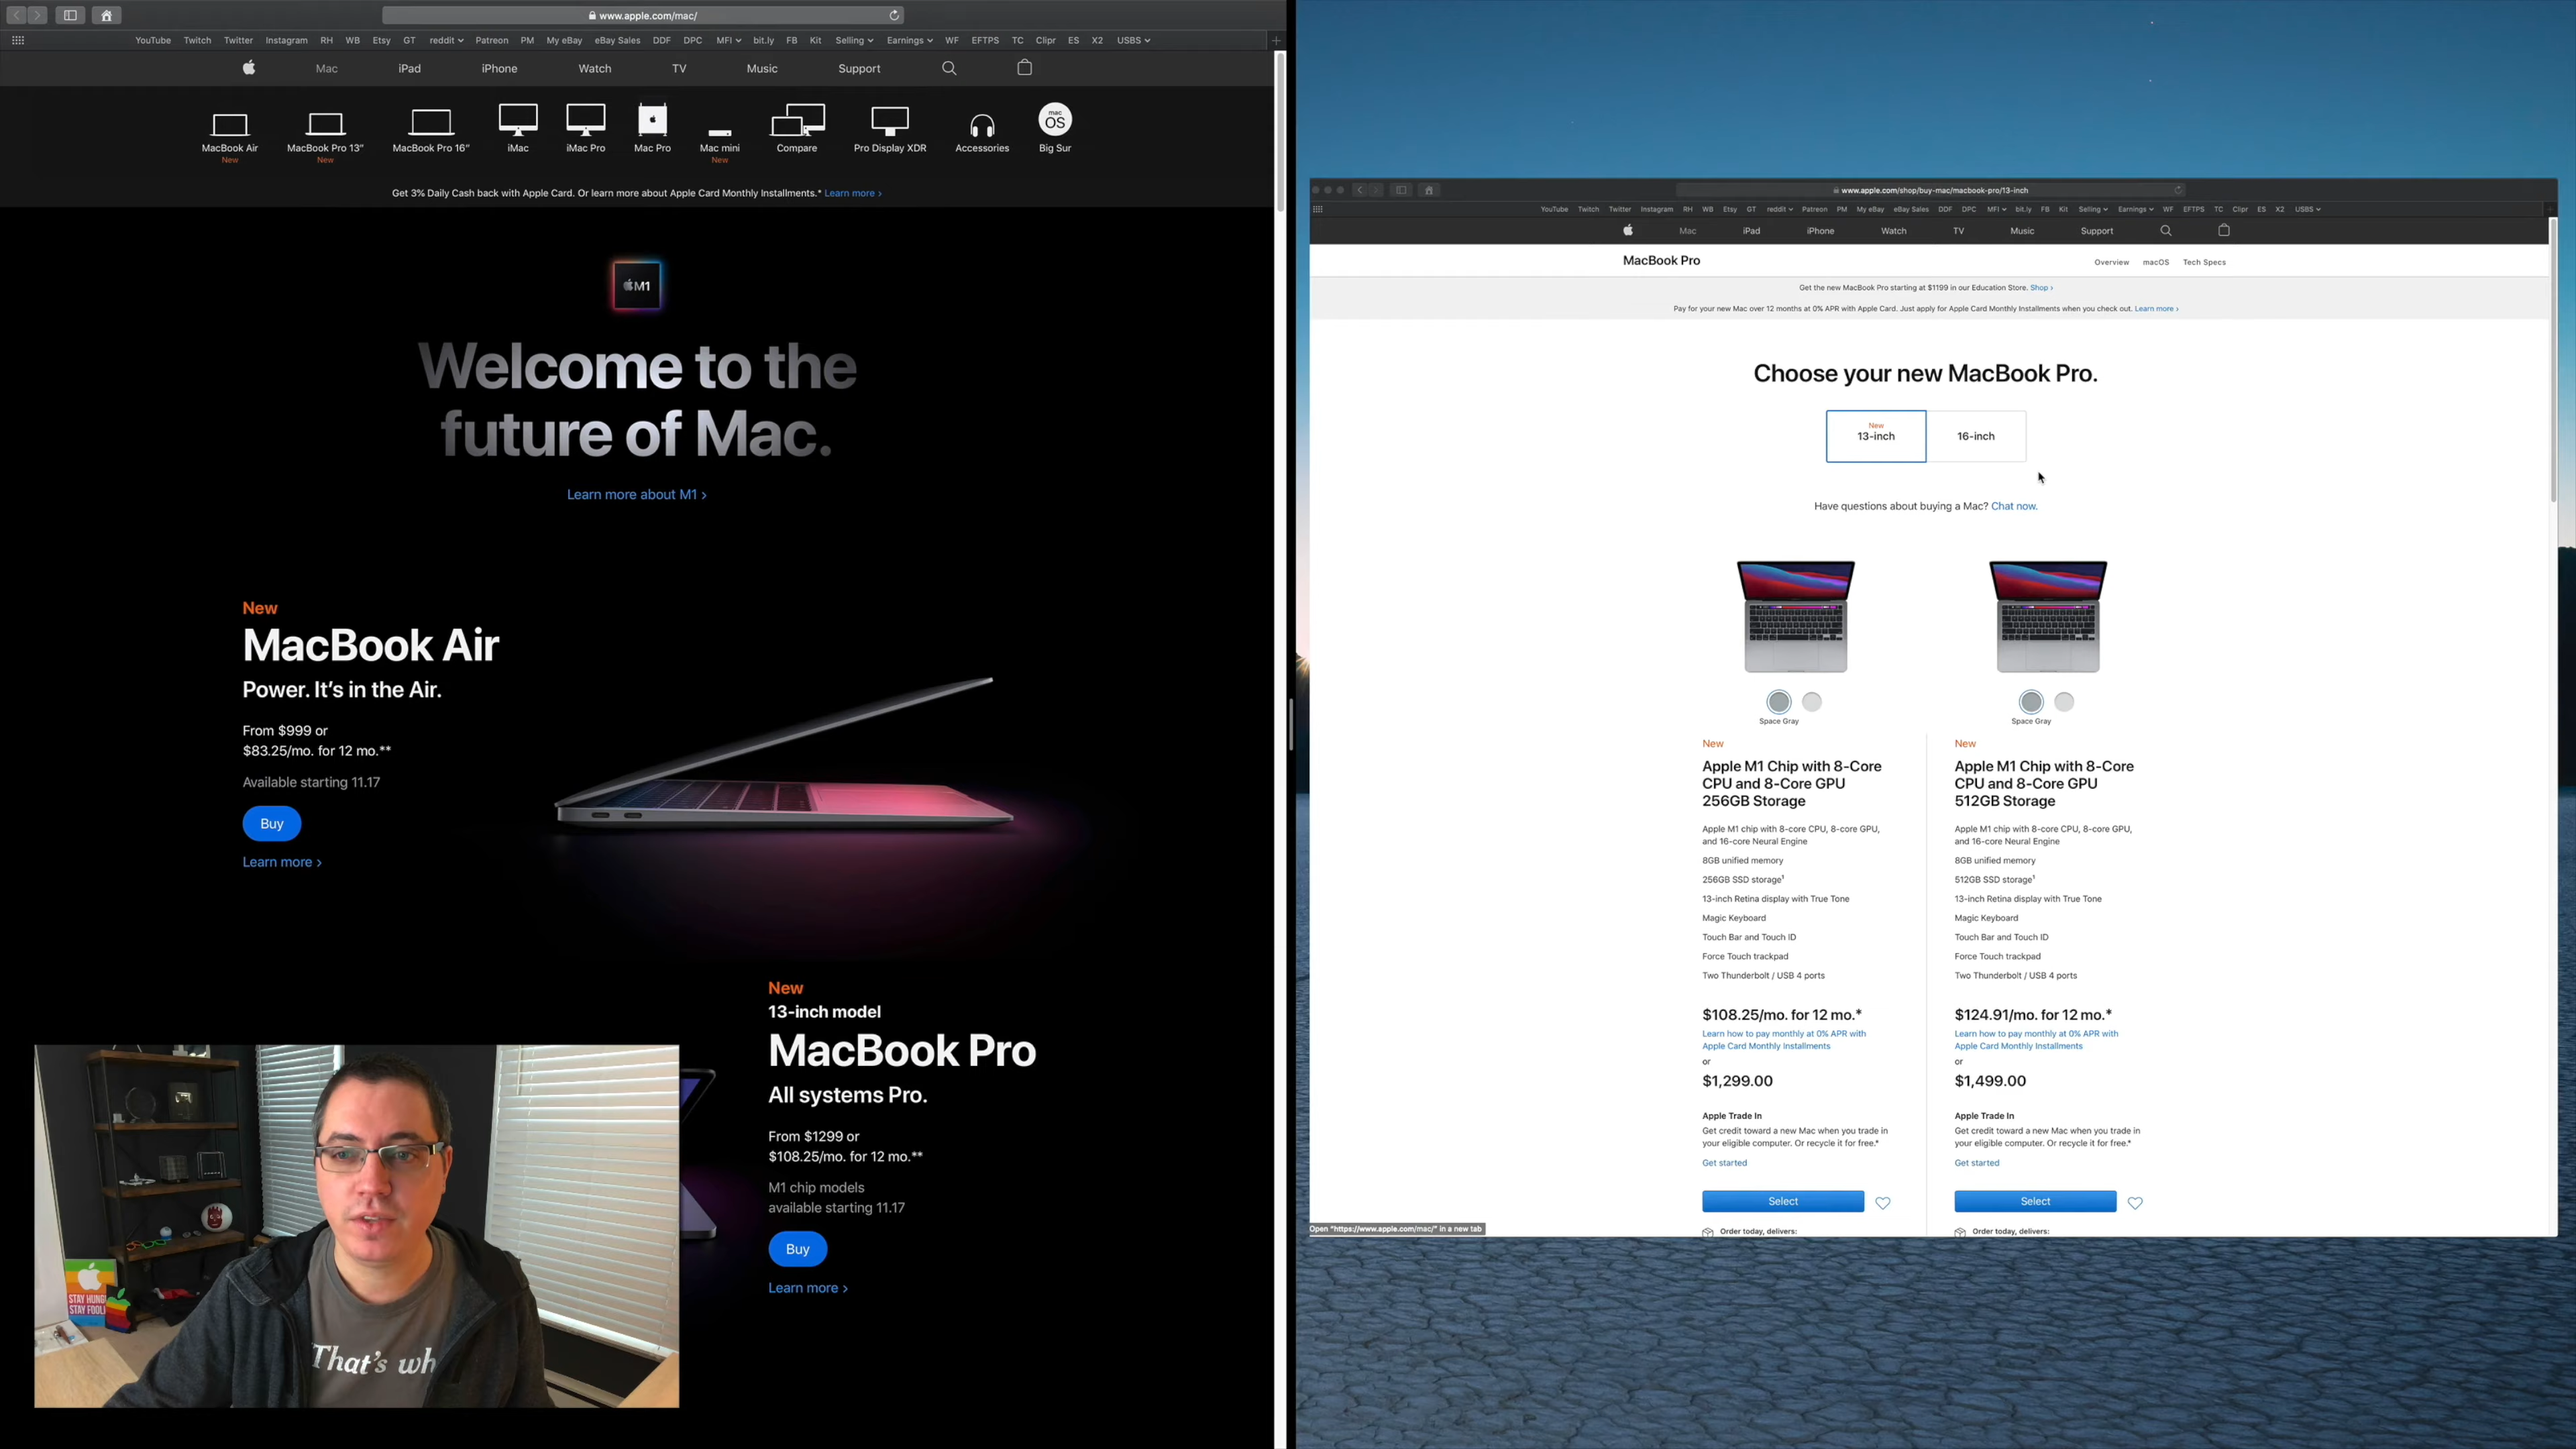 www.apple.com/mac/
YouTube Twitch Twitter Instagram RH WB Etsy GT reddit Patreon PM My eBay eBay Sales DDF DPC MFI bit.ly FB Kit Selling Earnings WF EFTPS TC Clipr ES X2 USBS
Mac iPad iPhone Watch TV Music Support
mac
OS
MacBook Air MacBook Pro 13" MacBook Pro 16" iMac iMac Pro Mac Pro Mac mini Compare Pro Display XDR Accessories Big Sur
New New New
Get 3% Daily Cash back with Apple Card. Or learn more about Apple Card Monthly Installments.* Learn more >
M1
Welcome to the
future of Mac.
Learn more about M1 >
New
MacBook Air
Power. It's in the Air.
From $999 or
$83.25/mo. for 12 mo.**
Available starting 11.17
Buy
Learn more >
New
13-inch model
MacBook Pro
All systems Pro.
From $1299 or
$108.25/mo. for 12 mo.**
M1 chip models
available starting 11.17
Buy
Learn more >
STAY HUNG
STAY FOOL
That's wh
www.apple.com/shop/buy-mac/macbook-pro/13-inch
YouTube Twitch Twitter Instagram RH WB Etsy GT reddit Patreon PM My eBay eBay Sales DDF DPC MFI bit.ly FB Kit Selling Earnings WF EFTPS TC Clipr ES X2 USBS
Mac iPad iPhone Watch TV Music Support
MacBook Pro Overview macOS Tech Specs
Get the new MacBook Pro starting at $1199 in our Education Store. Shop >
Pay for your new Mac over 12 months at 0% APR with Apple Card. Just apply for Apple Card Monthly Installments when you check out. Learn more >
Choose your new MacBook Pro.
New
13-inch 16-inch
Have questions about buying a Mac? Chat now.
Space Gray
New
Apple M1 Chip with 8-Core
CPU and 8-Core GPU
256GB Storage
Apple M1 chip with 8-core CPU, 8-core GPU,
and 16-core Neural Engine
8GB unified memory
256GB SSD storage¹
13-inch Retina display with True Tone
Magic Keyboard
Touch Bar and Touch ID
Force Touch trackpad
Two Thunderbolt / USB 4 ports
$108.25/mo. for 12 mo.*
Learn how to pay monthly at 0% APR with
Apple Card Monthly Installments
or
$1,299.00
Apple Trade In
Get credit toward a new Mac when you trade in
your eligible computer. Or recycle it for free.*
Get started
Select
Order today, delivers:
Space Gray
New
Apple M1 Chip with 8-Core
CPU and 8-Core GPU
512GB Storage
Apple M1 chip with 8-core CPU, 8-core GPU,
and 16-core Neural Engine
8GB unified memory
512GB SSD storage¹
13-inch Retina display with True Tone
Magic Keyboard
Touch Bar and Touch ID
Force Touch trackpad
Two Thunderbolt / USB 4 ports
$124.91/mo. for 12 mo.*
Learn how to pay monthly at 0% APR with
Apple Card Monthly Installments
or
$1,499.00
Apple Trade In
Get credit toward a new Mac when you trade in
your eligible computer. Or recycle it for free.*
Get started
Select
Order today, delivers:
Open "https://www.apple.com/mac/" in a new tab